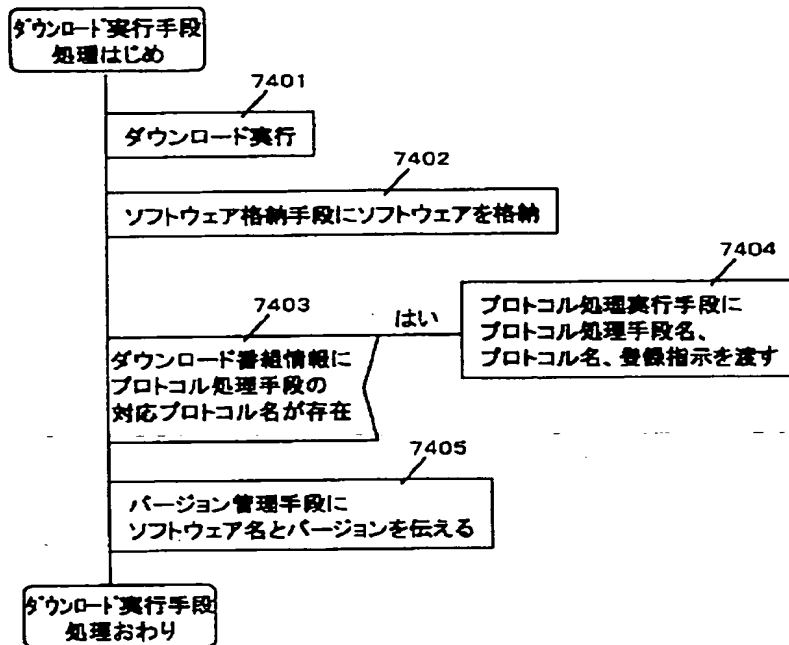 ダウンロード実行手段
処理はじめ
7401
ダウンロード実行
7402
ソフトウェア格納手段にソフトウェアを格納
7404
7403
はい
プロトコル処理実行手段に
プロトコル処理手段名、
プロトコル名、登録指示を渡す
ダウンロード番組情報に
プロトコル処理手段の
対応プロトコル名が存在
7405
バージョン管理手段に
ソフトウェア名とバージョンを伝える
ダウンロード実行手段
処理おわり